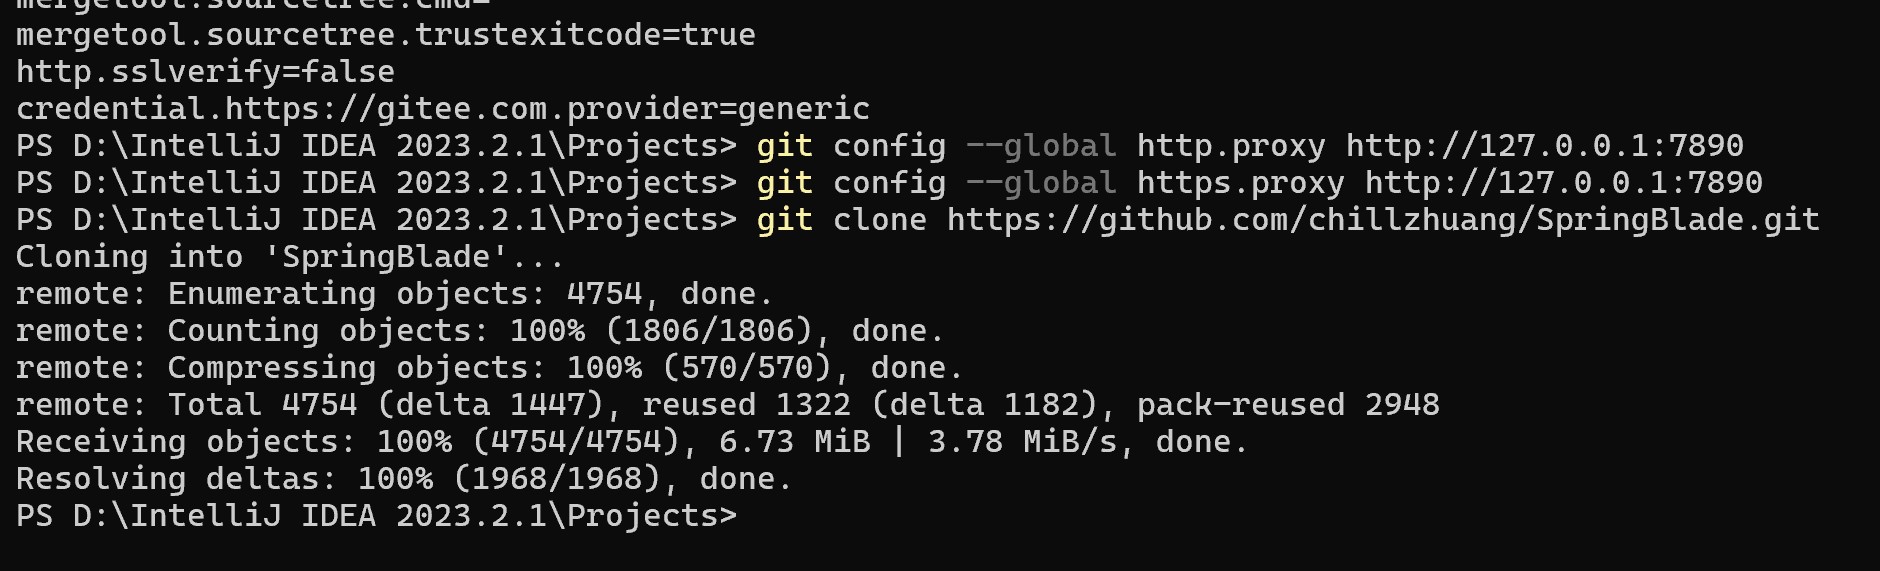 mergetool.sourcetree.cmd=
mergetool.sourcetree.trustexitcode=true
http.sslverify=false
credential.https://gitee.com.provider=generic
PS D:\IntelliJ IDEA 2023.2.1\Projects> git config --global http.proxy http://127.0.0.1:7890
PS D:\IntelliJ IDEA 2023.2.1\Projects> git config --global https.proxy http://127.0.0.1:7890
PS D:\IntelliJ IDEA 2023.2.1\Projects> git clone https://github.com/chillzhuang/SpringBlade.git
Cloning into 'SpringBlade'...
remote: Enumerating objects: 4754, done.
remote: Counting objects: 100% (1806/1806), done.
remote: Compressing objects: 100% (570/570), done.
remote: Total 4754 (delta 1447), reused 1322 (delta 1182), pack-reused 2948
Receiving objects: 100% (4754/4754), 6.73 MiB | 3.78 MiB/s, done.
Resolving deltas: 100% (1968/1968), done.
PS D:\IntelliJ IDEA 2023.2.1\Projects>